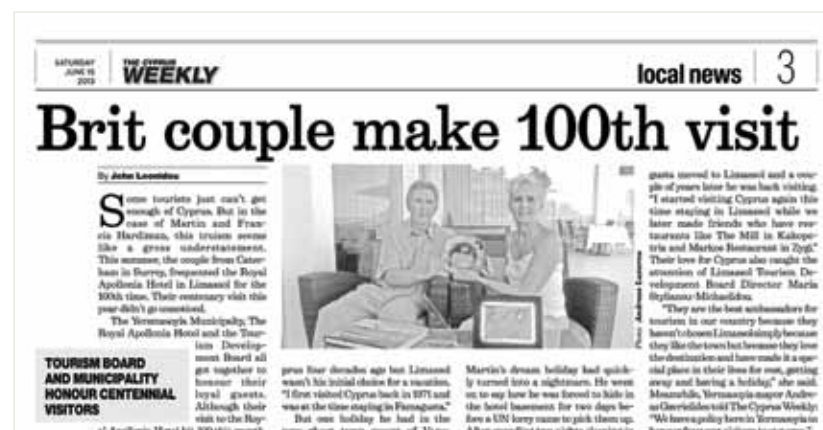 SATURDAY
JUNE 15
2013
THE CYPRUS
WEEKLY
local news
3
Brit couple make 100th visit
By John Leonidou
Some tourists just can't get
enough of Cyprus. But in the
case of Martin and Fran-
cis Hardiman, this truism seems
like a gross understatement.
This summer, the couple from Cater-
ham in Surrey, frequented the Royal
Apollonia Hotel in Limassol for the
100th time. Their centenary visit this
year didn't go unnoticed.
The Yermasoyia Municipality, The
Royal Apollonia Hotel and the Tour-
ism Develop-
ment Board all
got together to
honour their
loyal guests.
Although their
visit to the Roy-
TOURISM BOARD
AND MUNICIPALITY
HONOUR CENTENNIAL
VISITORS
Photo: Andreas
prus four decades ago but Limassol
wasn't his initial choice for a vacation.
"I first visited Cyprus back in 1971 and
was at the time staying in Famagusta."
But one holiday he had in the
Martin's dream holiday had quick-
ly turned into a nightmare. He went
on to say how he was forced to hide in
the hotel basement for two days be-
fore a UN lorry came to pick them up.
gusta moved to Limassol and a cou-
ple of years later he was back visiting.
"I started visiting Cyprus again this
time staying in Limassol while we
later made friends who have res-
taurants like The Mill in Kakope-
tria and Markos Restaurant in Zygi."
Their love for Cyprus also caught the
attention of Limassol Tourism De-
velopment Board Director Maria
Stylianou-Michaelidou.
"They are the best ambassadors for
tourism in our country because they
haven't chosen Limassol simply because
they like the town but because they love
the destination and have made it a spe-
cial place in their lives for rest, getting
away and having a holiday," she said.
Meanwhile, Yermasoyia mayor Andre-
as Gavrielides told The Cyprus Weekly:
"We have a policy here in Yermasoyia to